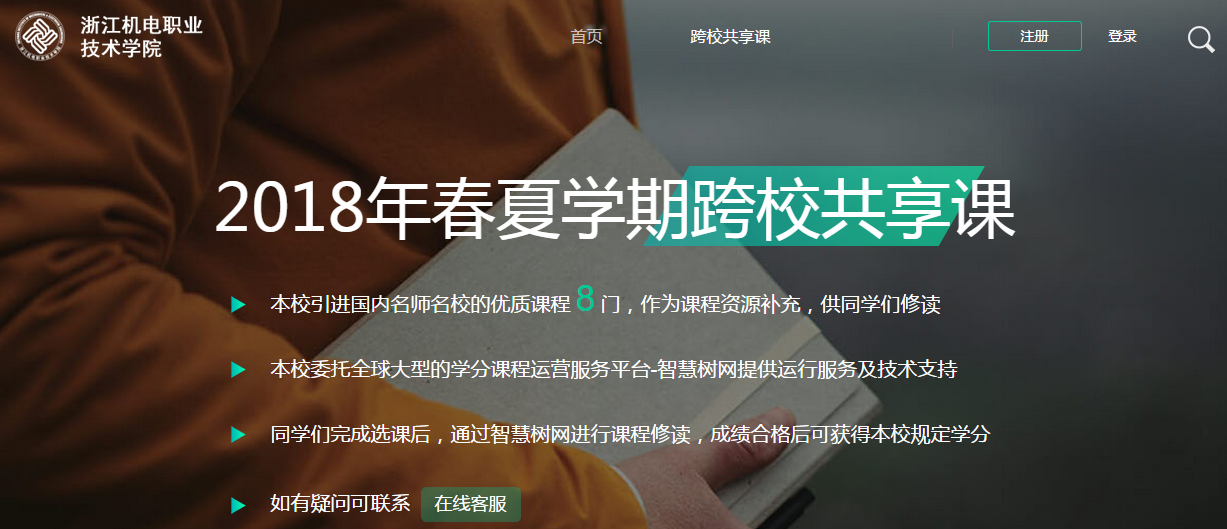 浙江机电职业
技术学院
首页
跨校共享课
注册
登录
2018年春夏学期跨校共享课
本校引进国内名师名校的优质课程 8 门，作为课程资源补充，供同学们修读
本校委托全球大型的学分课程运营服务平台-智慧树网提供运行服务及技术支持
同学们完成选课后，通过智慧树网进行课程修读，成绩合格后可获得本校规定学分
如有疑问可联系 在线客服